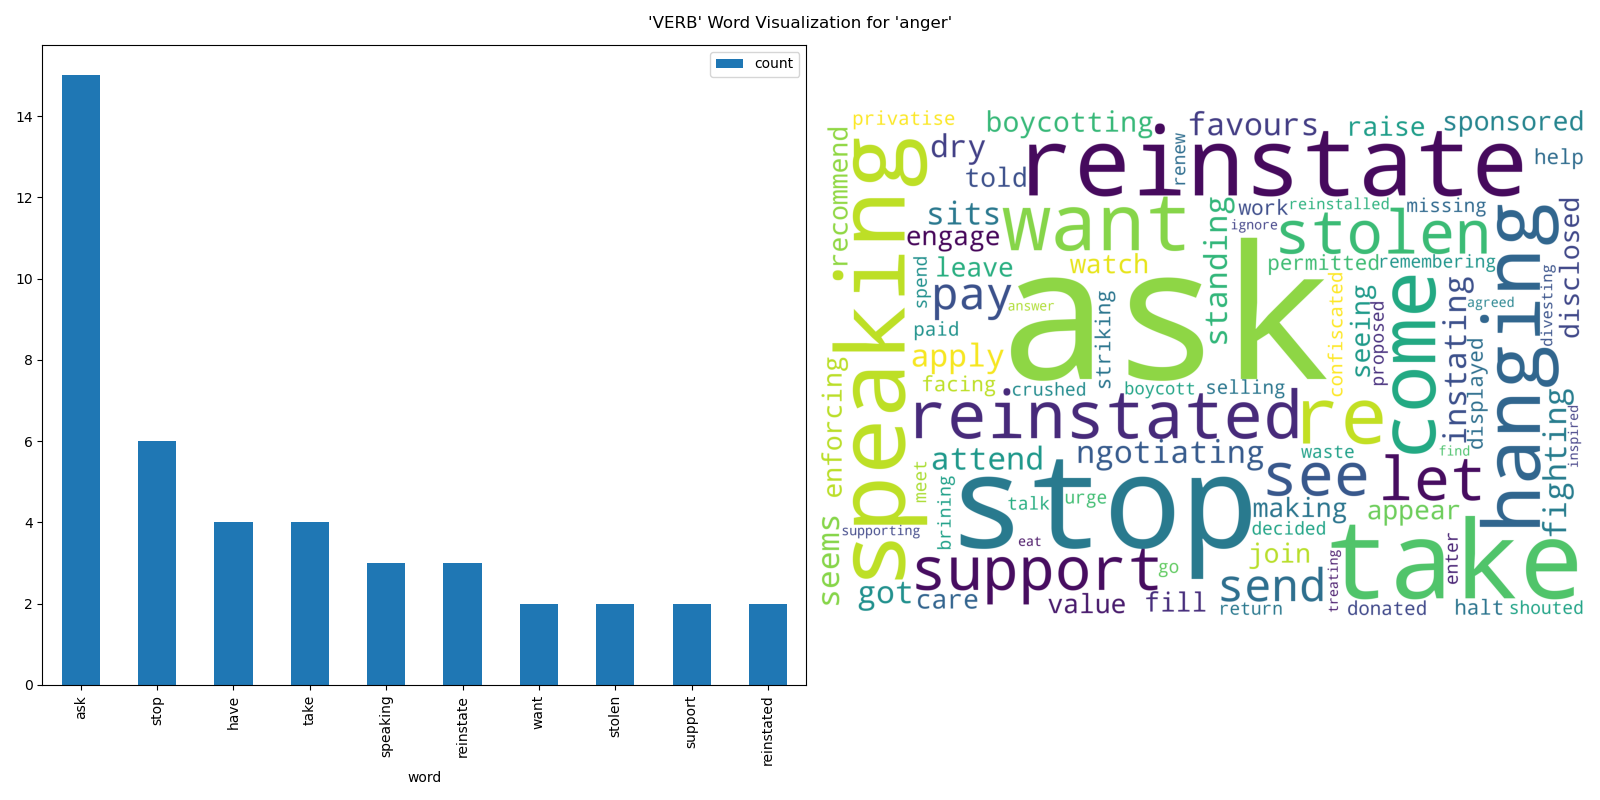 'VERB' Word Visualization for 'anger'
count
14
12
10
8
6
4
2
0
ask
stop
have
take
speaking
reinstate
want
stolen
support
reinstated
word
privatise
boycotting
favours
raise
sponsored
recommend
speaking
dry
told
reinstate
renew
help
sits
want
standing
work
reinstalled
missing
ignore
stolen
hanging
disclosed
engage
leave
watch
permitted
remembering
spend
pay
ask
answer
striking
confiscated
seeing
proposed
come
instating
agreed
divesting
paid
apply
facing
crushed
boycott
selling
displayed
enforcing
reinstated
re
fighting
inspired
attend
ngotiating
waste
find
see
let
meet
brining
stop
talk
urge
making
decided
appear
supporting
seems
eat
support
go
join
take
enter
treating
got
care
value
fill
send
return
donated
halt
shouted